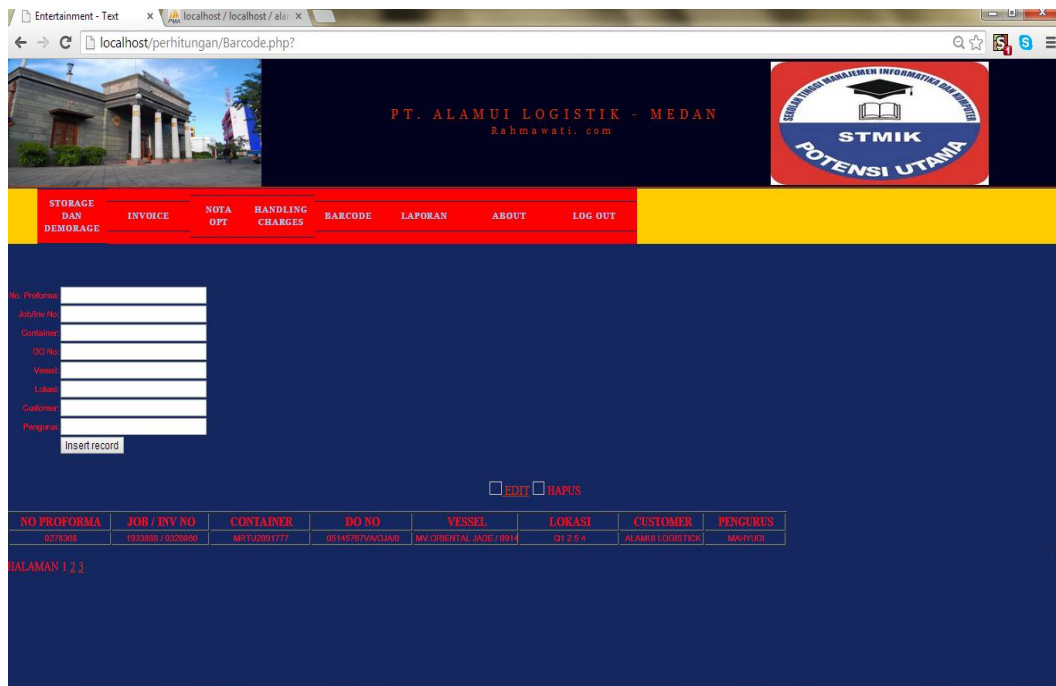 Entertainment - Text
localhost / localhost / alar
localhost/perhitungan/Barcode.php?
PT. ALAMUI LOGISTIK - MEDAN
Rahmawati. com
SEKOLAH TINGGI MANAJEMEN INFORMATIKA DAN KOMPUTER
STMIK
POTENSI UTAMA
STORAGE DAN DEMORAGE
INVOICE
NOTA OPT
HANDLING CHARGES
BARCODE
LAPORAN
ABOUT
LOG OUT
No. Proforma:
Job/Inv No:
Container:
DO No:
Vessel:
Lokasi:
Customer:
Pengurus:
Insert record
EDIT HAPUS
NO PROFORMA JOB / INV NO CONTAINER DO NO VESSEL LOKASI CUSTOMER PENGURUS
0278366 1933888 / 0326860 MRTU2091777 MV.ORIENTAL JADE / 0914 Q1 2 5 4 ALAMUI LOGISTICK MAHYUDI
HALAMAN 1 2 3